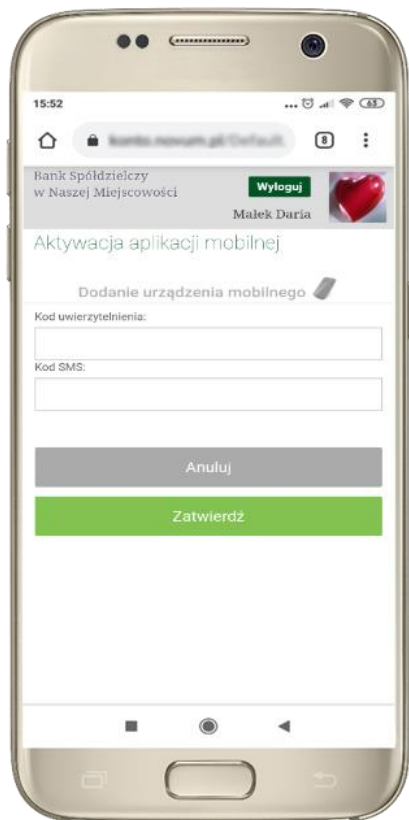 15:52
... 63
8
Bank Spółdzielczy
w Naszej Miejscowości
Wyloguj
Małek Daria
Aktywacja aplikacji mobilnej
Dodanie urządzenia mobilnego
Kod uwierzytelnienia:
Kod SMS:
Anuluj
Zatwierdź